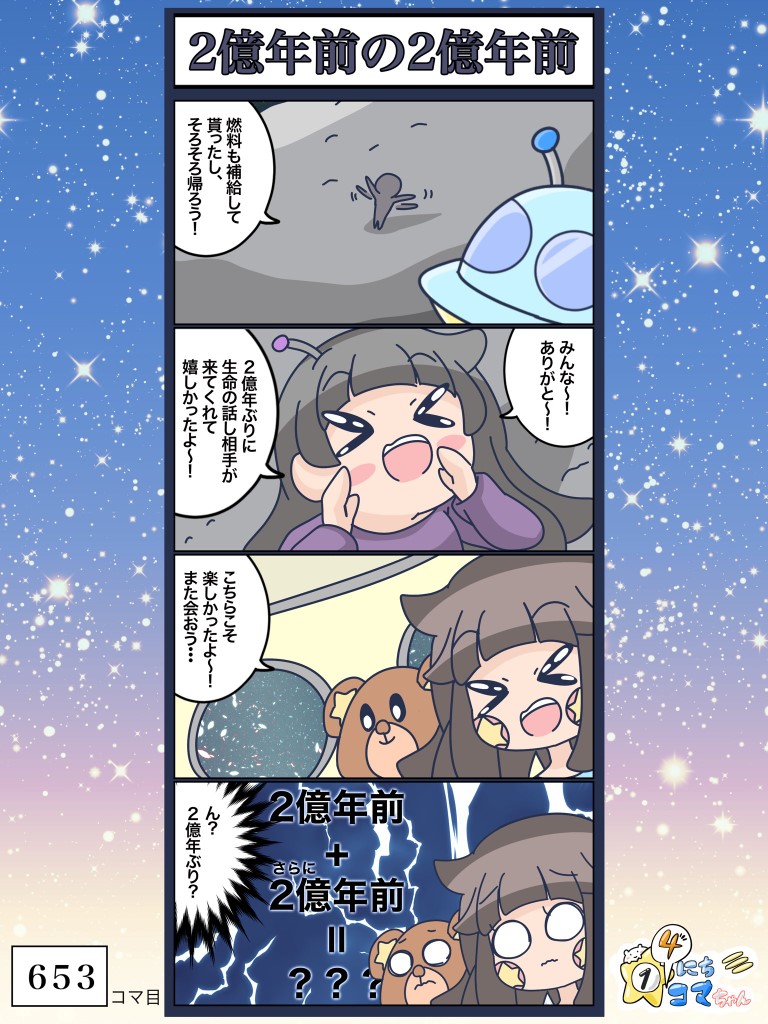 2億年前の2億年前
燃料も補給して
貰ったし、
そろそろ帰ろう！
みんな〜！
ありがと〜！
２億年ぶりに
生命の話し相手が
来てくれて
嬉しかったよ〜！
こちらこそ
楽しかったよ〜！
また会おう･･･
ん？
２億年ぶり？
2億年前
+
さらに
2億年前
＝
？？？
653
コマ目
1
にち
4
コマ
ちゃん